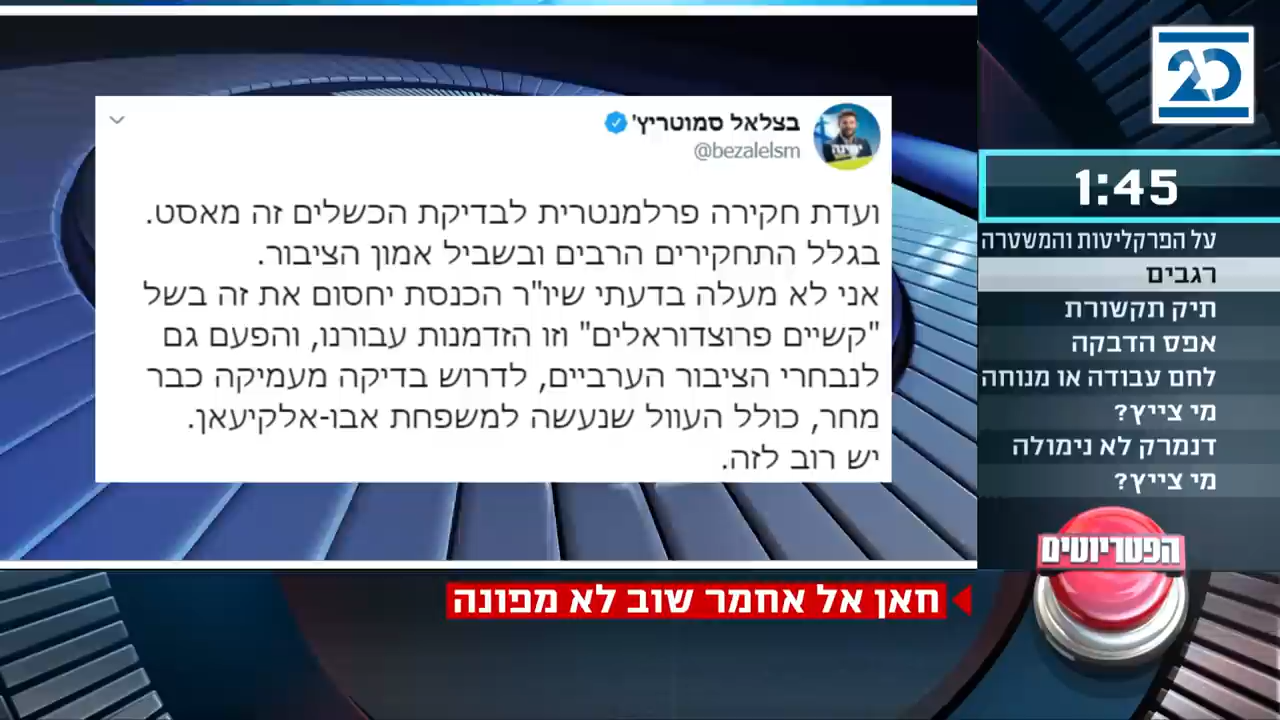 בצלאל סמוטריץ'
@bezalelsm
ועדת חקירה פרלמנטרית לבדיקת הכשלים זה מאסט.
בגלל התחקירים הרבים ובשביל אמון הציבור.
אני לא מעלה בדעתי שיו"ר הכנסת יחסום את זה בשל
"קשיים פרוצדוראלים" וזו הזדמנות עבורנו, והפעם גם
לנבחרי הציבור הערביים, לדרוש בדיקה מעמיקה כבר
מחר, כולל העוול שנעשה למשפחת אבו-אלקיעאן.
יש רוב לזה.
20
1:45
על הפרקליטות והמשטרה
רגבים
תיק תקשורת
אפס הדבקה
לחם עבודה או מנוחה
מי צייץ?
דנמרק לא נימולה
מי צייץ?
הפטריוטים
חאן אל אחמר שוב לא מפונה